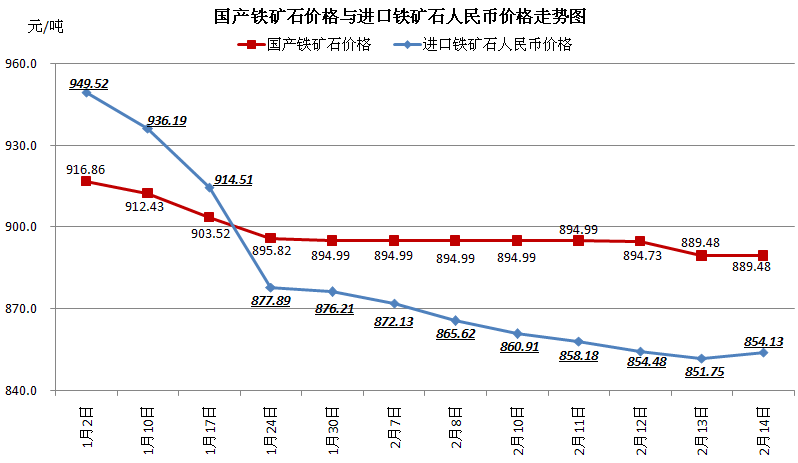 国产铁矿石价格与进口铁矿石人民币价格走势图
元/吨
国产铁矿石价格 进口铁矿石人民币价格
960.0
930.0
900.0
870.0
840.0
949.52 936.19 914.51 877.89 876.21 872.13 865.62 860.91 858.18 854.48 851.75 854.13
916.86 912.43 903.52 895.82 894.99 894.99 894.99 894.99 894.99 894.73 889.48 889.48
1月2日 1月10日 1月17日 1月24日 1月30日 2月7日 2月8日 2月10日 2月11日 2月12日 2月13日 2月14日